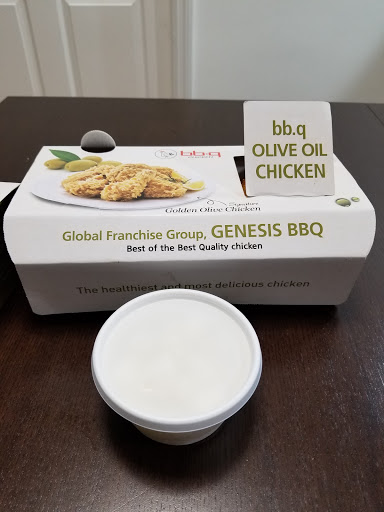 bb.q
OLIVE OIL
CHICKEN
bb.q
Signature
Golden Olive Chicken
Global Franchise Group, GENESIS BBQ
Best of the Best Quality chicken
The healthiest and most delicious chicken